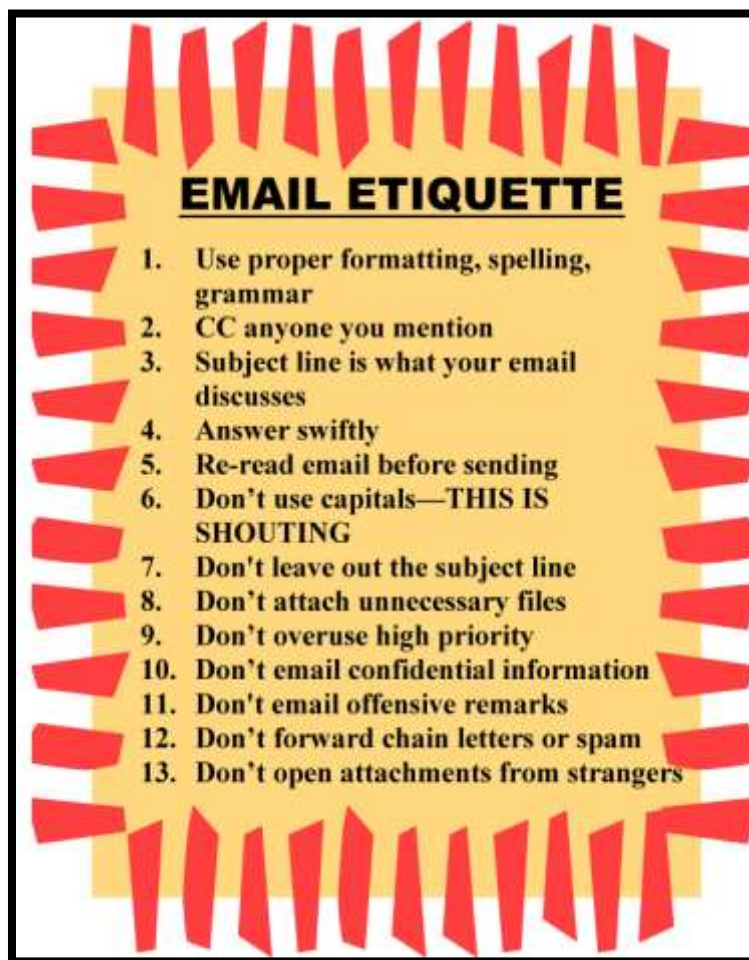 EMAIL ETIQUETTE
1. Use proper formatting, spelling,
grammar
2. CC anyone you mention
3. Subject line is what your email
discusses
4. Answer swiftly
5. Re-read email before sending
6. Don’t use capitals—THIS IS
SHOUTING
7. Don't leave out the subject line
8. Don’t attach unnecessary files
9. Don’t overuse high priority
10. Don’t email confidential information
11. Don't email offensive remarks
12. Don’t forward chain letters or spam
13. Don’t open attachments from strangers